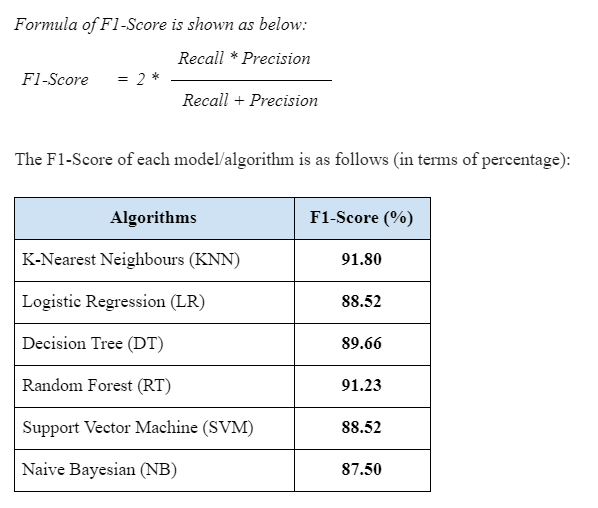 Formula of F1-Score is shown as below:
Recall * Precision
F1-Score = 2 *
Recall + Precision
The F1-Score of each model/algorithm is as follows (in terms of percentage):
Algorithms F1-Score (%)
K-Nearest Neighbours (KNN) 91.80
Logistic Regression (LR) 88.52
Decision Tree (DT) 89.66
Random Forest (RT) 91.23
Support Vector Machine (SVM) 88.52
Naive Bayesian (NB) 87.50